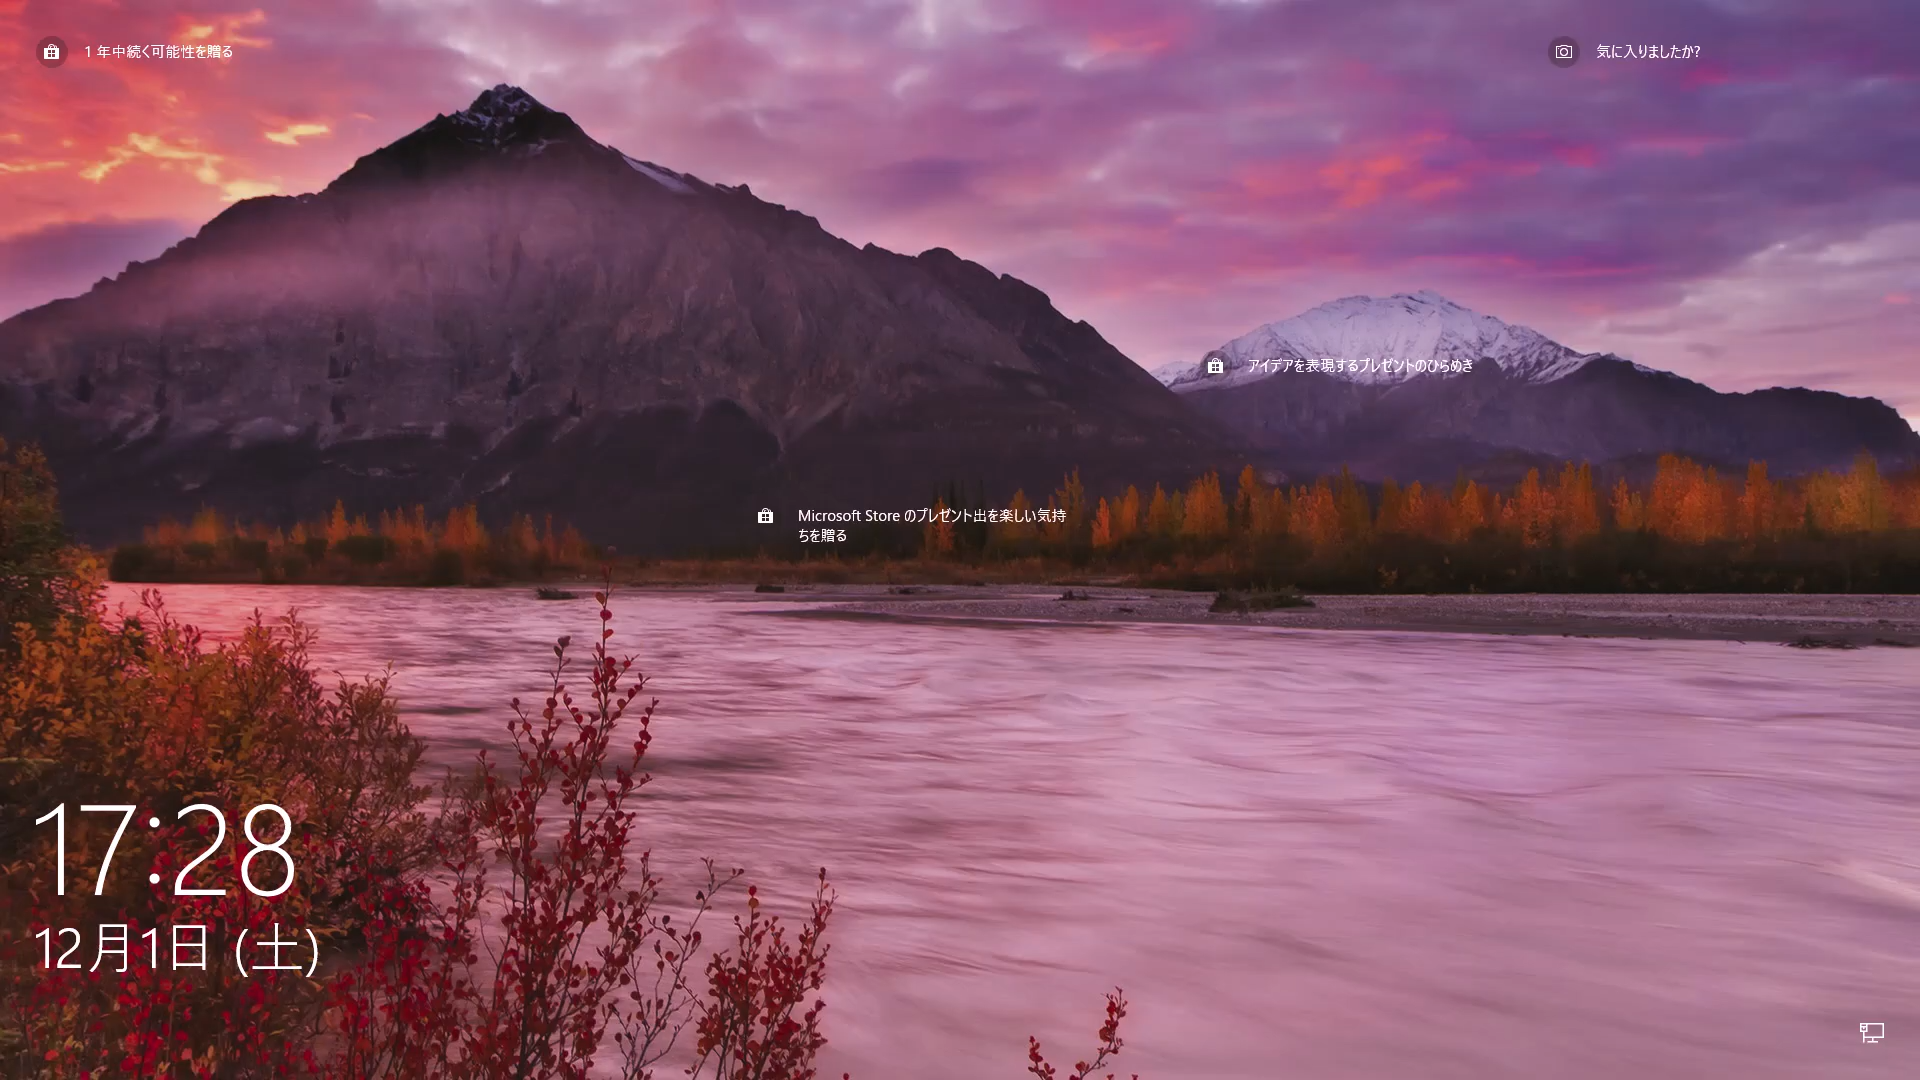 1 年中続く可能性を贈る
気に入りましたか?
アイデアを表現するプレゼントのひらめき
Microsoft Store のプレゼント出を楽しい気持
ちを贈る
17:28
12月1日 (土)